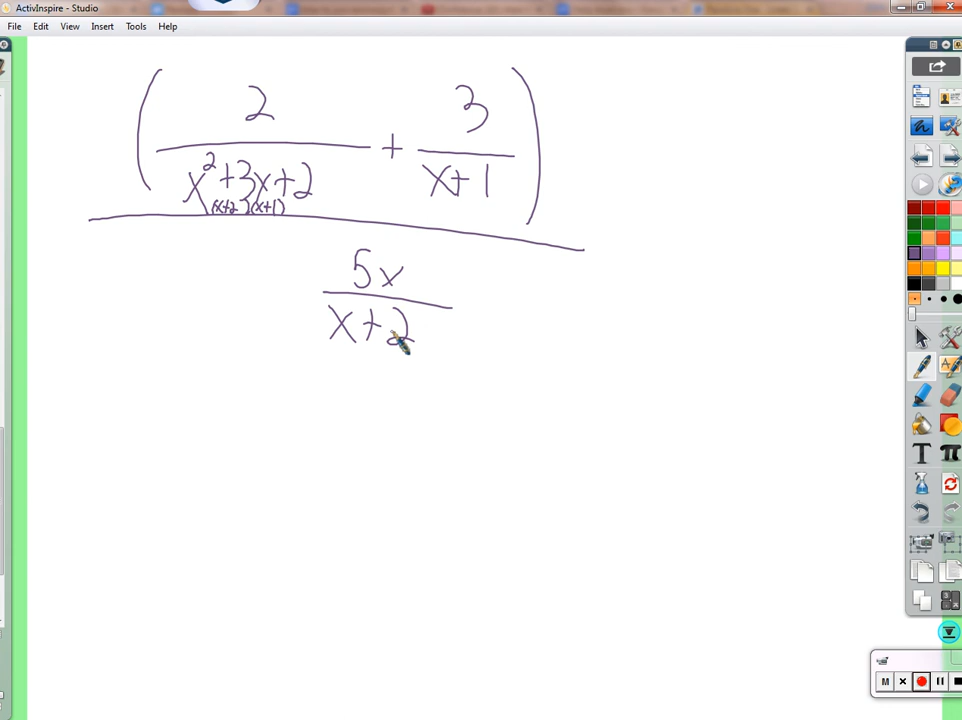 ActivInspire - Studio
File Edit View Insert Tools Help
2 3
+
x²+3x+2 x+1
(x+2)(x+1)
5x
x+2
T π
M